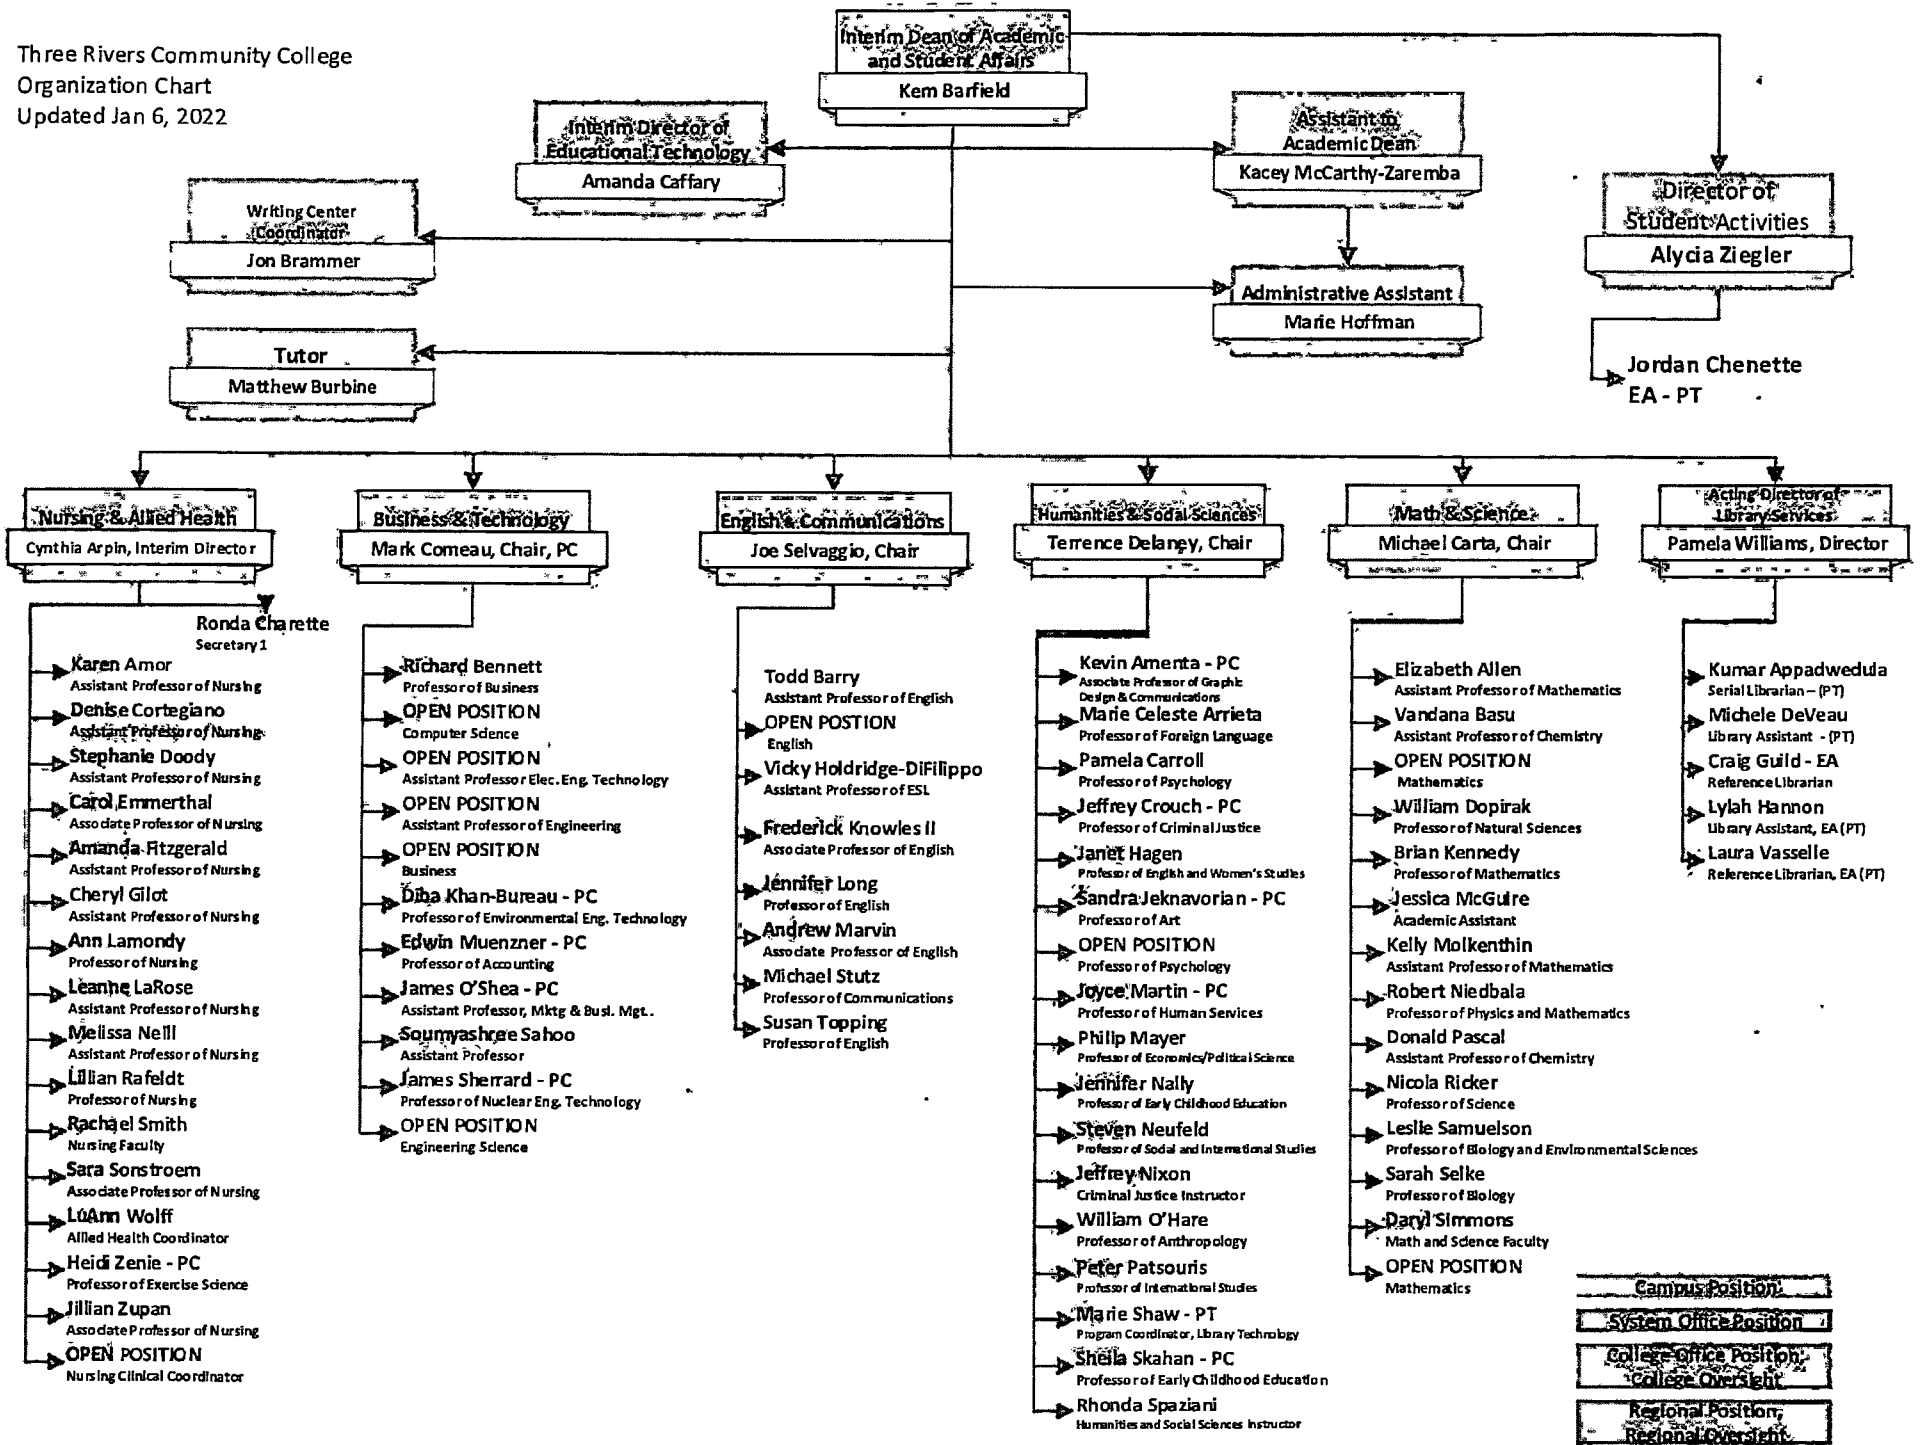 Three Rivers Community College
Organization Chart
Updated Jan 6, 2022
Interim Dean of Academic
and Student Affairs
Kem Barfield
Interim Director of
Educational Technology
Amanda Caffary
Assistant to
Academic Dean
Kacey McCarthy-Zaremba
Director of
Student Activities
Alycia Ziegler
Writing Center
Coordinator
Jon Brammer
Administrative Assistant
Marie Hoffman
Tutor
Matthew Burbine
Jordan Chenette
EA - PT
Nursing & Allied Health
Cynthia Arpin, Interim Director
Ronda Charette
Secretary 1
Karen Amor
Assistant Professor of Nursing
Denise Cortegiano
Assistant Professor of Nursing
Stephanie Doody
Assistant Professor of Nursing
Carol Emmerthal
Associate Professor of Nursing
Amanda Fitzgerald
Assistant Professor of Nursing
Cheryl Gilot
Assistant Professor of Nursing
Ann Lamondy
Professor of Nursing
Leanne LaRose
Assistant Professor of Nursing
Melissa Neill
Assistant Professor of Nursing
Lillian Rafeldt
Professor of Nursing
Rachael Smith
Nursing Faculty
Sara Sonstroem
Associate Professor of Nursing
LuAnn Wolff
Allied Health Coordinator
Heidi Zenie - PC
Professor of Exercise Science
Jillian Zupan
Associate Professor of Nursing
OPEN POSITION
Nursing Clinical Coordinator
Business & Technology
Mark Comeau, Chair, PC
Richard Bennett
Professor of Business
OPEN POSITION
Computer Science
OPEN POSITION
Assistant Professor Elec. Eng. Technology
OPEN POSITION
Assistant Professor of Engineering
OPEN POSITION
Business
Diba Khan-Bureau - PC
Professor of Environmental Eng. Technology
Edwin Muenzner - PC
Professor of Accounting
James O'Shea - PC
Assistant Professor, Mktg & Busi. Mgt..
Soumyashree Sahoo
Assistant Professor
James Sherrard - PC
Professor of Nuclear Eng. Technology
OPEN POSITION
Engineering Science
English & Communications
Joe Selvaggio, Chair
Todd Barry
Assistant Professor of English
OPEN POSTION
English
Vicky Holdridge-DiFilippo
Assistant Professor of ESL
Frederick Knowles II
Associate Professor of English
Jennifer Long
Professor of English
Andrew Marvin
Associate Professor of English
Michael Stutz
Professor of Communications
Susan Topping
Professor of English
Humanities & Social Sciences
Terrence Delaney, Chair
Kevin Amenta - PC
Associate Professor of Graphic
Design & Communications
Marie Celeste Arrieta
Professor of Foreign Language
Pamela Carroll
Professor of Psychology
Jeffrey Crouch - PC
Professor of Criminal Justice
Janet Hagen
Professor of English and Women's Studies
Sandra Jeknavorian - PC
Professor of Art
OPEN POSITION
Professor of Psychology
Joyce Martin - PC
Professor of Human Services
Philip Mayer
Professor of Economics/Political Science
Jennifer Nally
Professor of Early Childhood Education
Steven Neufeld
Professor of Social and International Studies
Jeffrey Nixon
Criminal Justice Instructor
William O'Hare
Professor of Anthropology
Peter Patsouris
Professor of International Studies
Marie Shaw - PT
Program Coordinator, Library Technology
Sheila Skahan - PC
Professor of Early Childhood Education
Rhonda Spaziani
Humanities and Social Sciences Instructor
Math & Science
Michael Carta, Chair
Elizabeth Allen
Assistant Professor of Mathematics
Vandana Basu
Assistant Professor of Chemistry
OPEN POSITION
Mathematics
William Dopirak
Professor of Natural Sciences
Brian Kennedy
Professor of Mathematics
Jessica McGuire
Academic Assistant
Kelly Molkenthin
Assistant Professor of Mathematics
Robert Niedbala
Professor of Physics and Mathematics
Donald Pascal
Assistant Professor of Chemistry
Nicola Ricker
Professor of Science
Leslie Samuelson
Professor of Biology and Environmental Sciences
Sarah Selke
Professor of Biology
Daryl Simmons
Math and Science Faculty
OPEN POSITION
Mathematics
Acting Director of
Library Services
Pamela Williams, Director
Kumar Appadwedula
Serial Librarian – (PT)
Michele DeVeau
Library Assistant - (PT)
Craig Guild - EA
Reference Librarian
Lylah Hannon
Library Assistant, EA (PT)
Laura Vasselle
Reference Librarian, EA (PT)
Campus Position
System Office Position
College Office Position,
College Oversight
Regional Position,
Regional Oversight